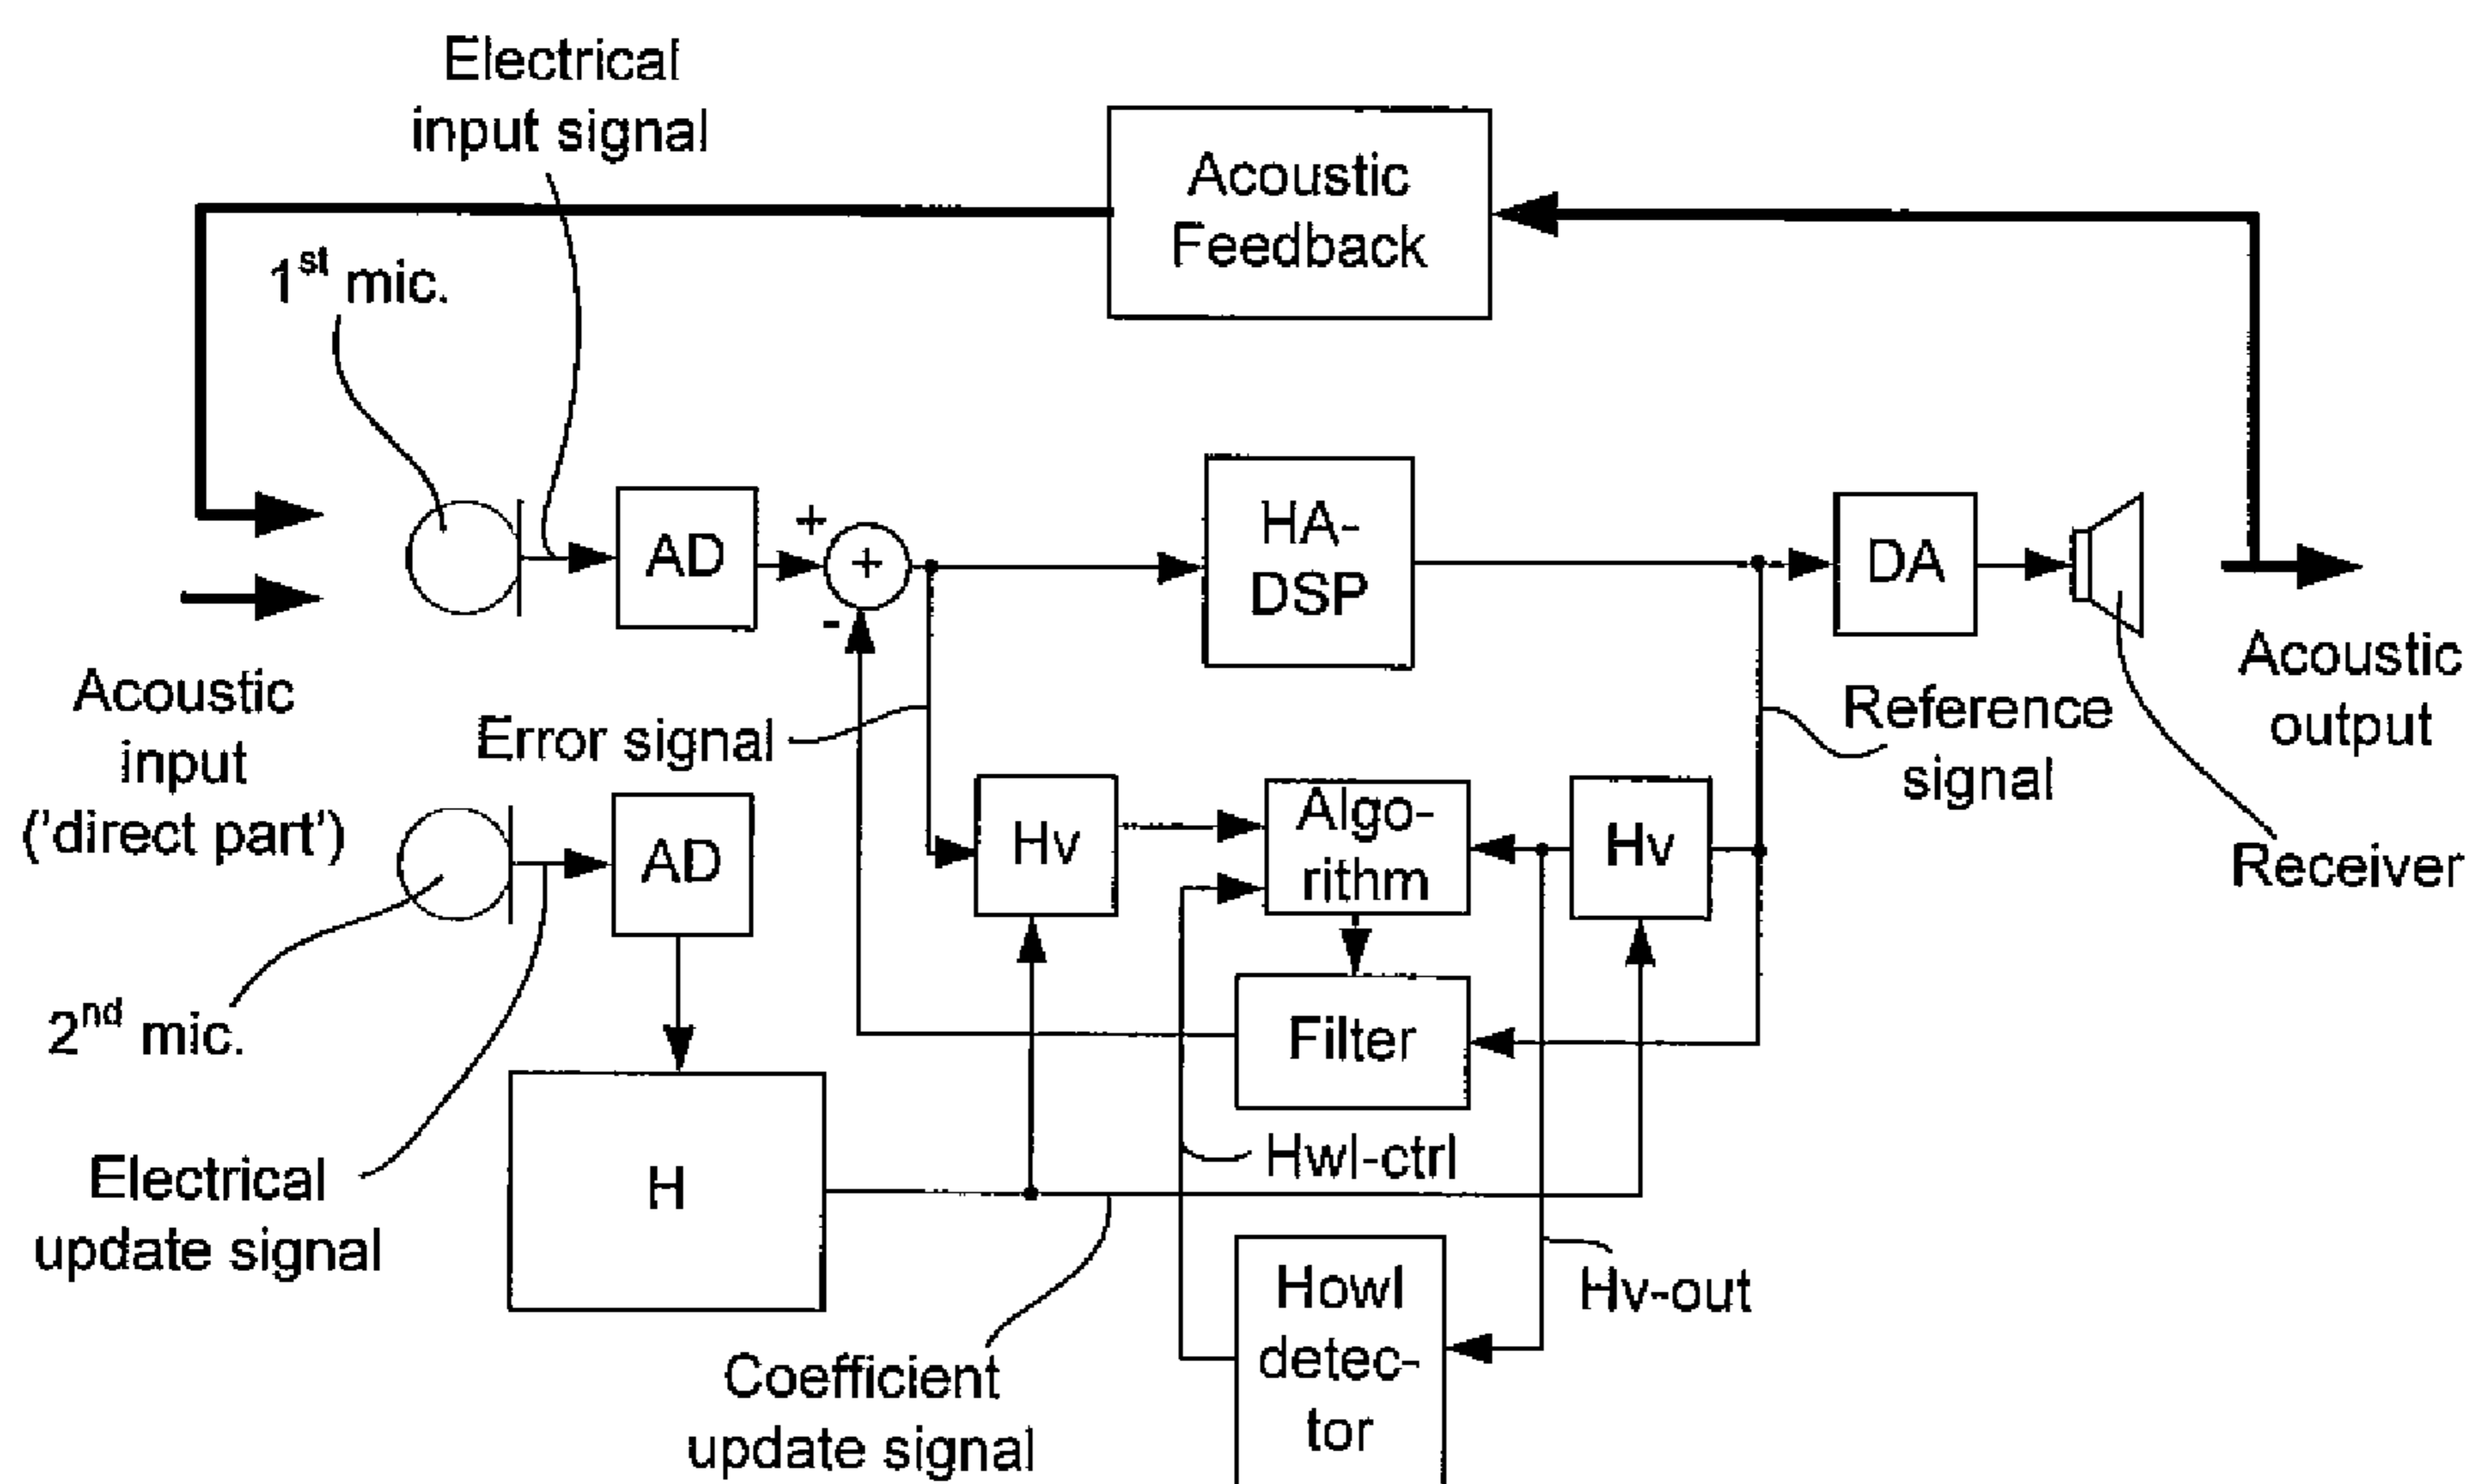 Electrical
input signal
Acoustic
Feedback
1st mic.
AD
+
+
-
HA-
DSP
DA
Acoustic
input
('direct part')
Error signal
Reference
signal
Acoustic
output
Receiver
AD
Hv
Algo-
rithm
Hv
2nd mic.
Filter
Electrical
update signal
H
Hwl-ctrl
Hv-out
Howl
detec-
tor
Coefficient
update signal